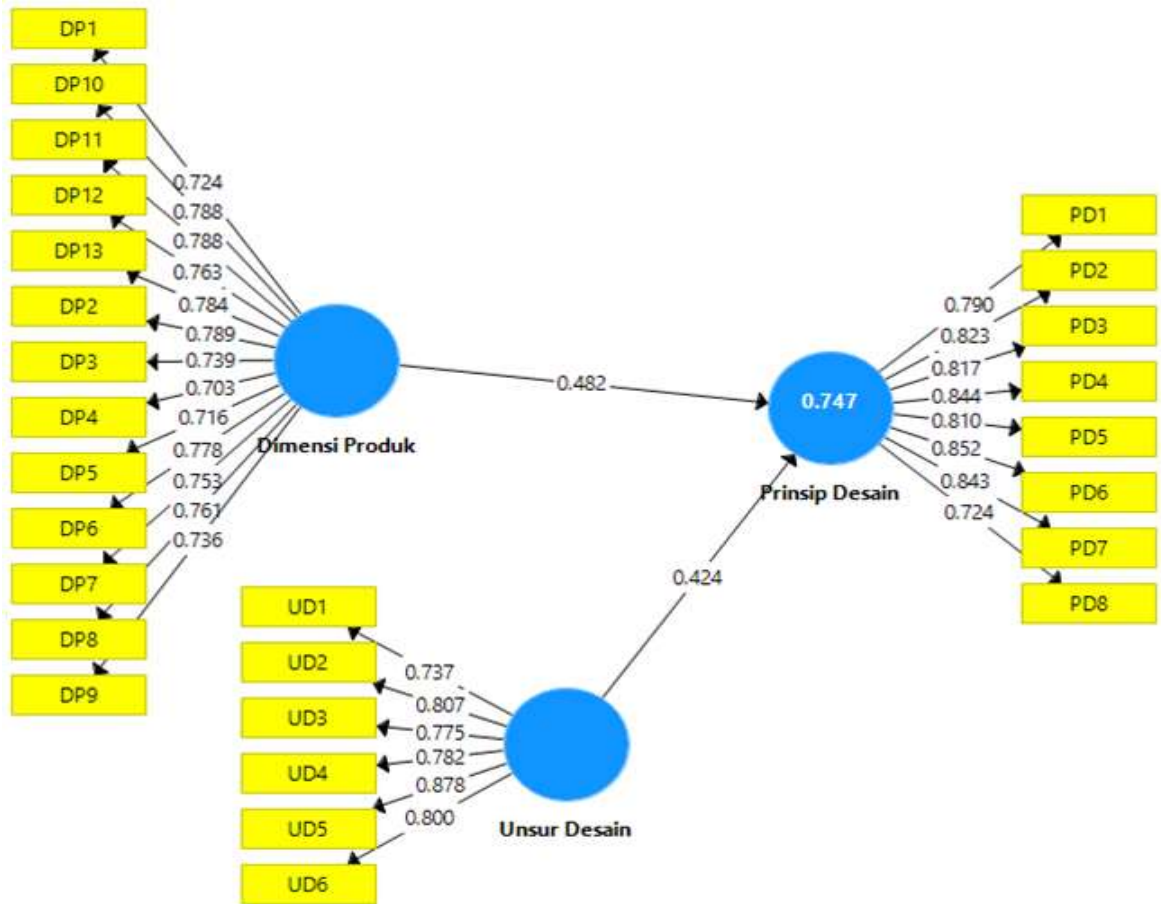 DP1
DP10
DP11
DP12
DP13
DP2
DP3
DP4
DP5
DP6
DP7
DP8
DP9
0.724
0.788
0.788
0.763
0.784
0.789
0.739
0.703
0.716
0.778
0.753
0.761
0.736
Dimensi Produk
0.482
0.747
Prinsip Desain
0.790
0.823
0.817
0.844
0.810
0.852
0.843
0.724
PD1
PD2
PD3
PD4
PD5
PD6
PD7
PD8
0.424
UD1
UD2
UD3
UD4
UD5
UD6
0.737
0.807
0.775
0.782
0.878
0.800
Unsur Desain